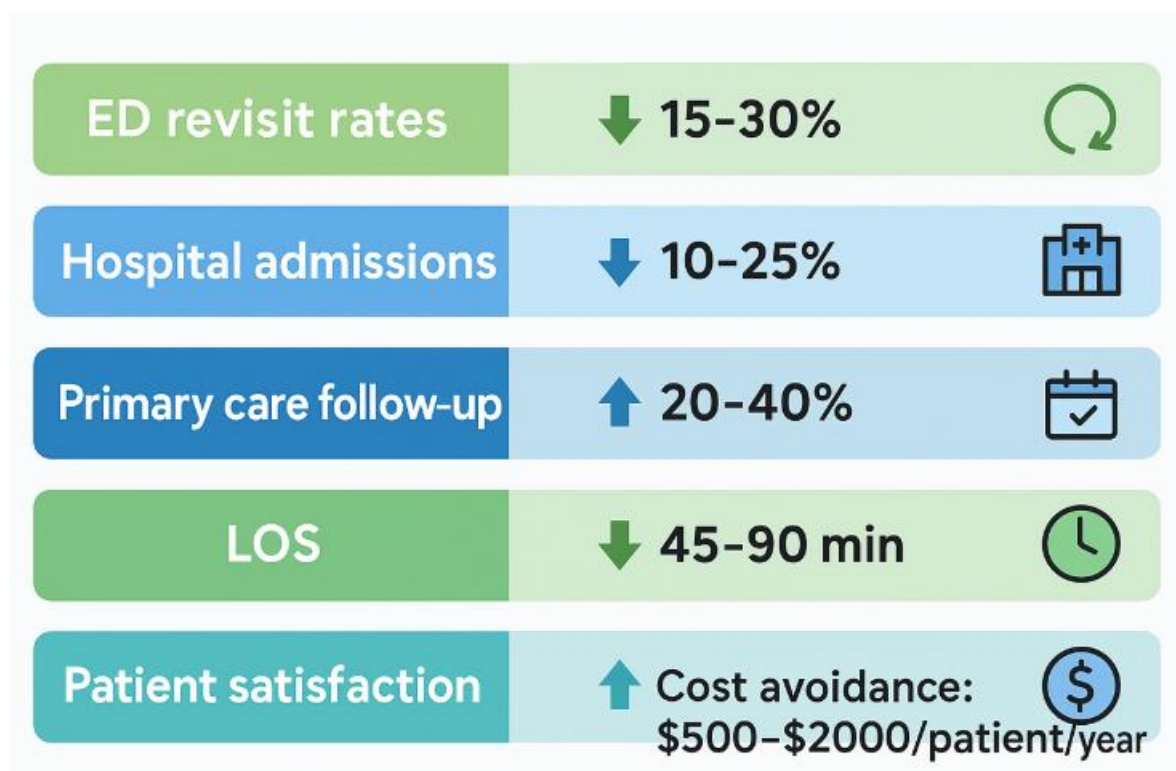 ED revisit rates
15-30%
Hospital admissions
10-25%
Primary care follow-up
20-40%
LOS
45-90 min
Patient satisfaction
Cost avoidance:
$500-$2000/patient/year
$